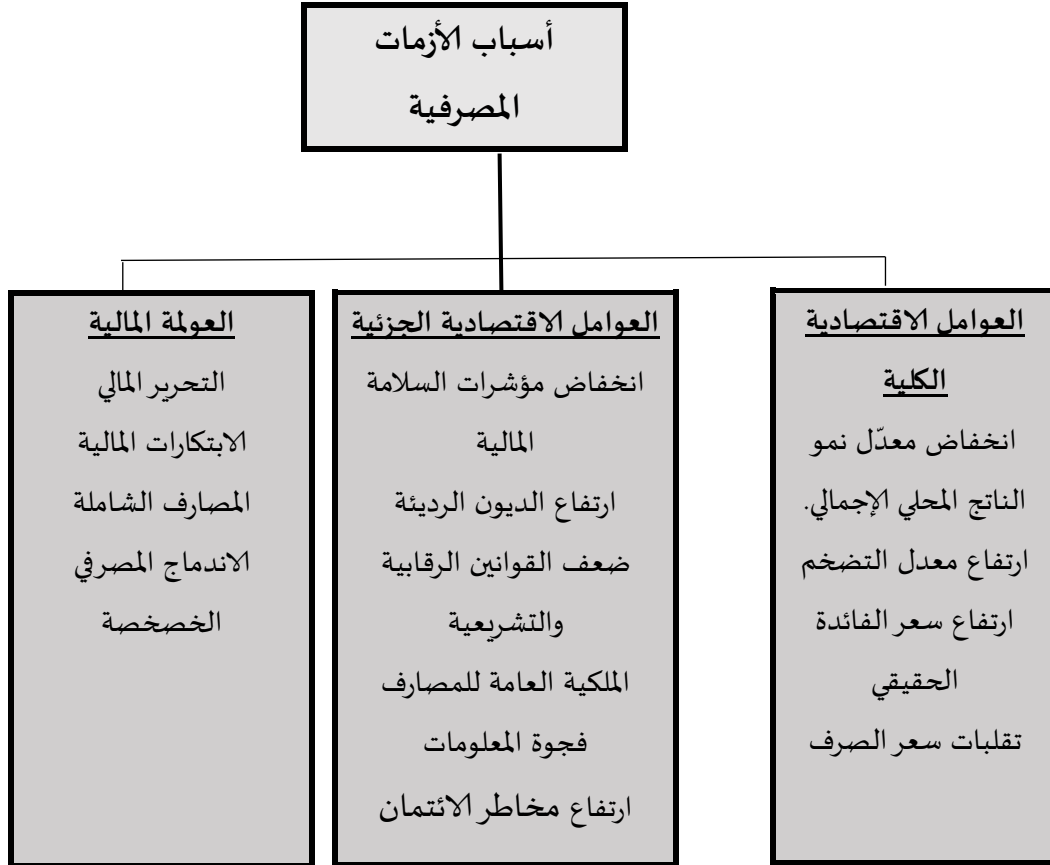 أسباب الأزمات
المصرفية
العوامل الاقتصادية
الكلية
انخفاض معدّل نمو
الناتج المحلي الإجمالي.
ارتفاع معدل التضخم
ارتفاع سعر الفائدة
الحقيقي
تقلبات سعر الصرف
العوامل الاقتصادية الجزئية
انخفاض مؤشرات السلامة
المالية
ارتفاع الديون الرديئة
ضعف القوانين الرقابية
والتشريعية
الملكية العامة للمصارف
فجوة المعلومات
ارتفاع مخاطر الائتمان
العولمة المالية
التحرير المالي
الابتكارات المالية
المصارف الشاملة
الاندماج المصرفي
الخصخصة